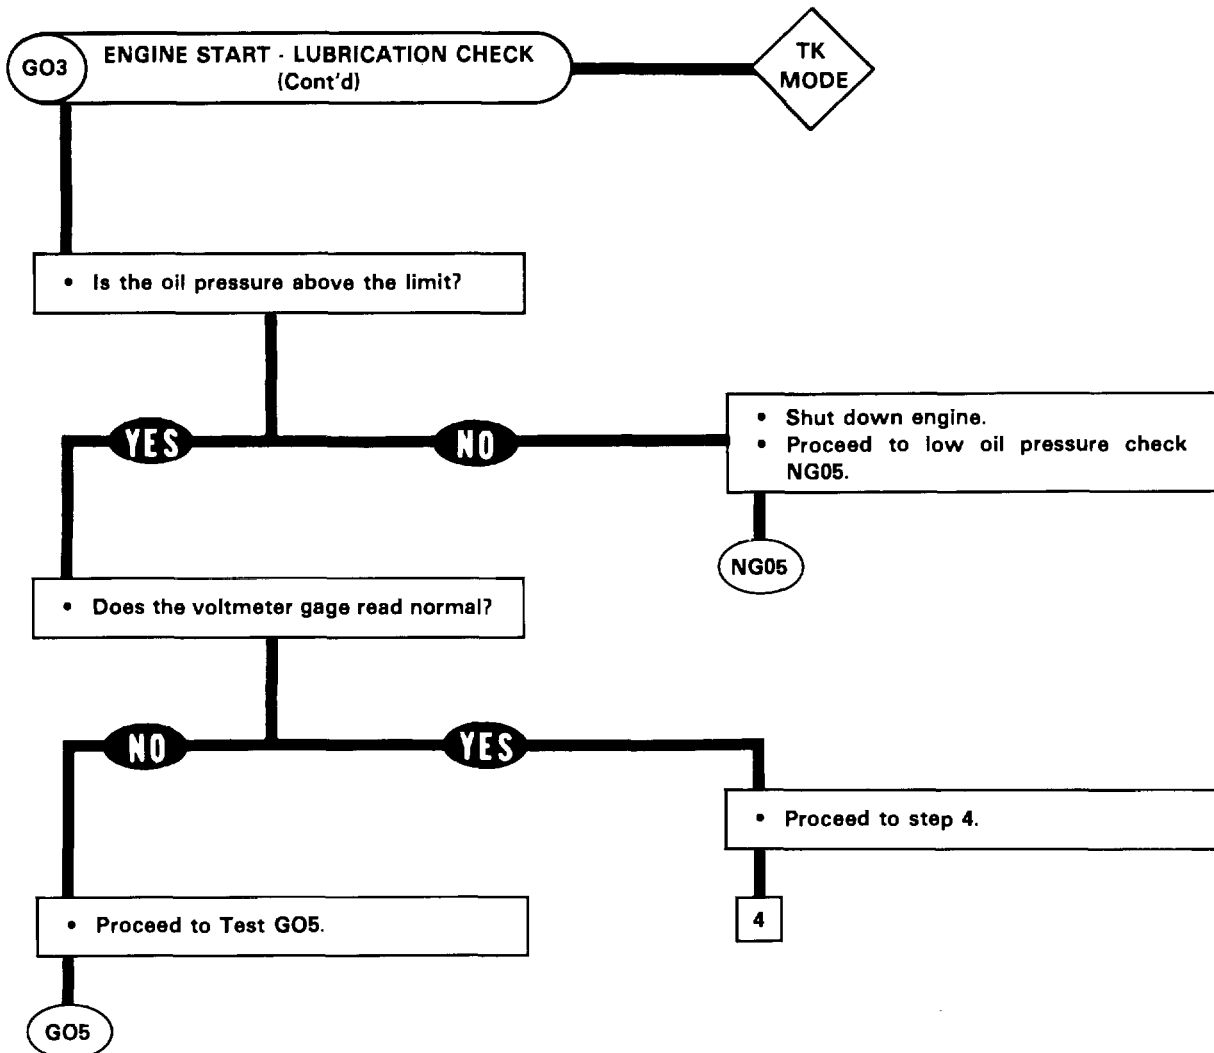 GO3
ENGINE START - LUBRICATION CHECK
(Cont'd)
TK
MODE
• Is the oil pressure above the limit?
YES
NO
• Shut down engine.
• Proceed to low oil pressure check
NG05.
NG05
• Does the voltmeter gage read normal?
NO
YES
• Proceed to step 4.
4
• Proceed to Test GO5.
GO5